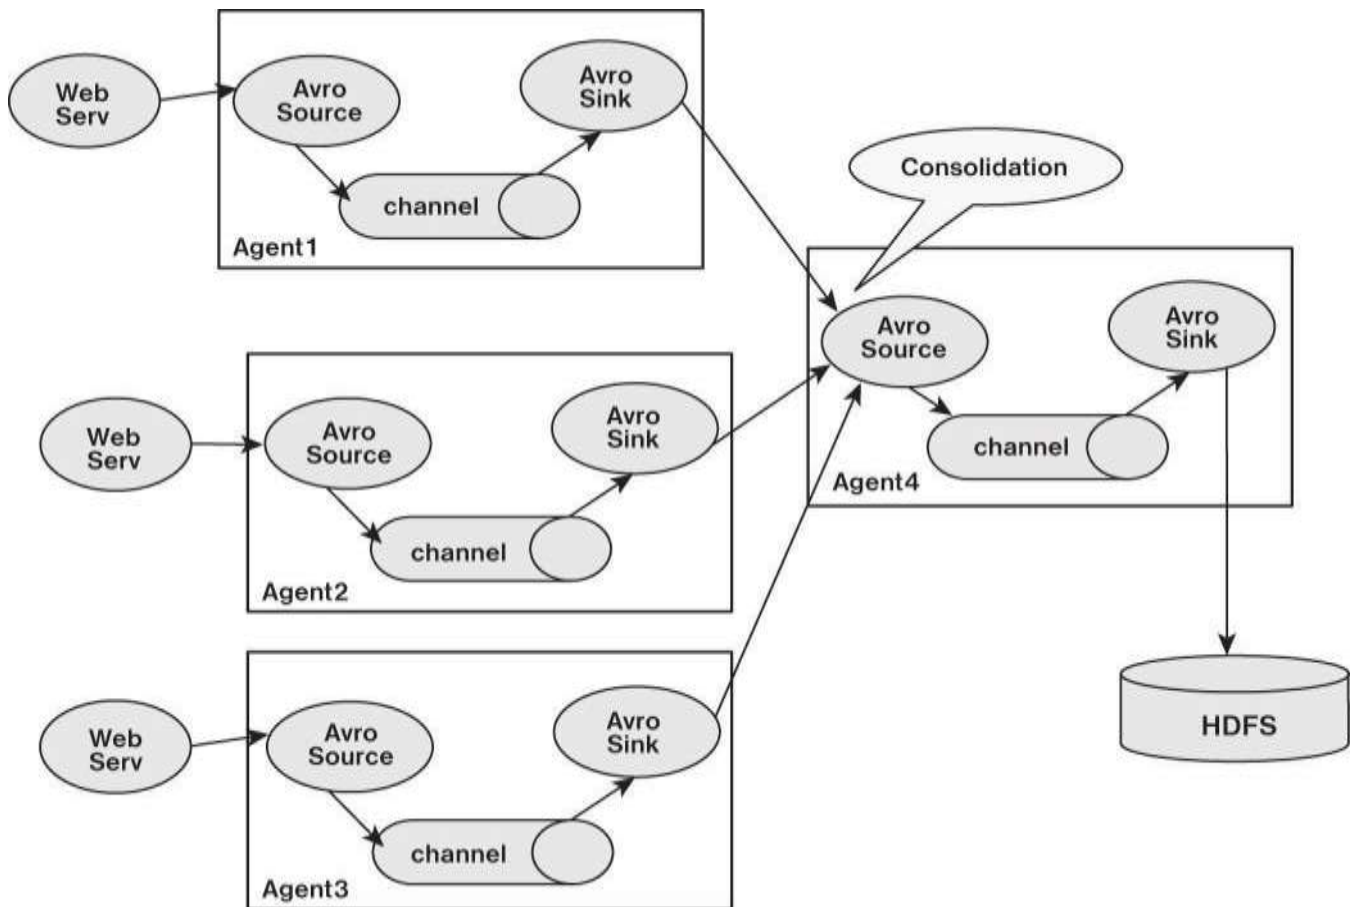 Web
Serv
Avro
Source
Avro
Sink
channel
Agent1
Consolidation
Web
Serv
Avro
Source
Avro
Sink
channel
Agent2
Avro
Source
Avro
Sink
channel
Agent4
Web
Serv
Avro
Source
Avro
Sink
channel
Agent3
HDFS